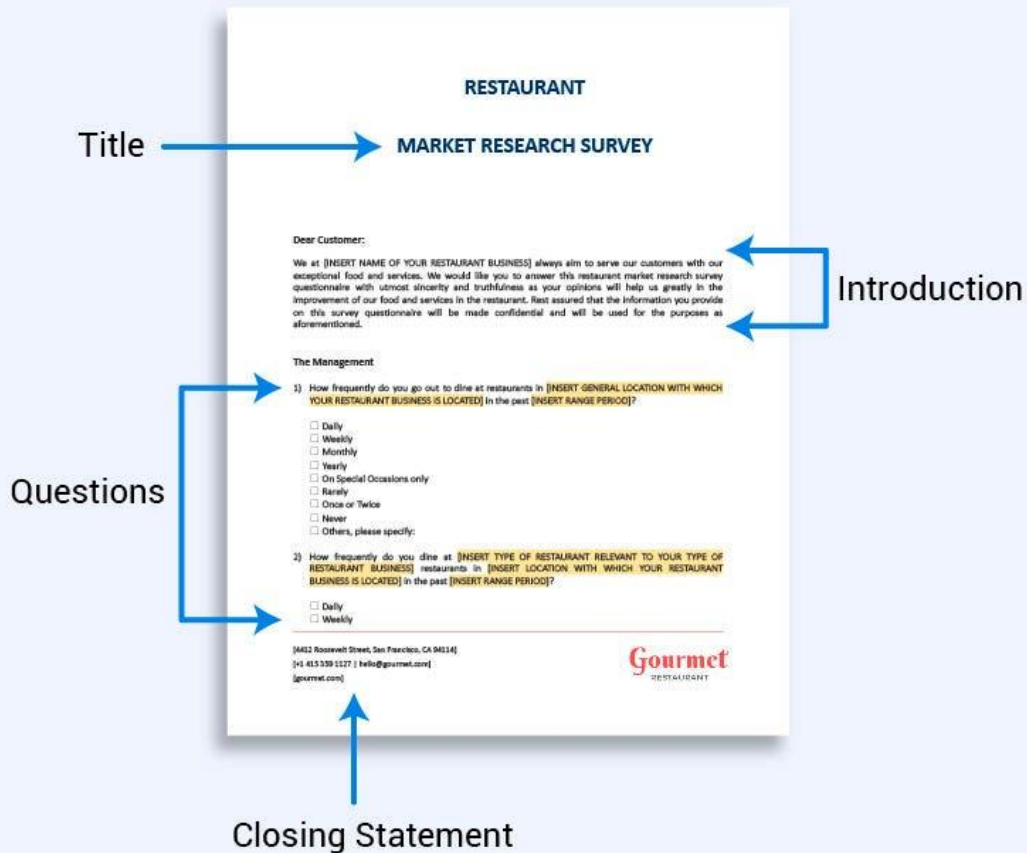 RESTAURANT
Title
MARKET RESEARCH SURVEY
Dear Customer:
We at [INSERT NAME OF YOUR RESTAURANT BUSINESS] always aim to serve our customers with our
exceptional food and services. We would like you to answer this restaurant market research survey
questionnaire with utmost sincerity and truthfulness as your opinions will help us greatly in the
improvement of our food and services in the restaurant. Rest assured that the information you provide
on this survey questionnaire will be made confidential and will be used for the purposes as
aforementioned.
Introduction
The Management
1) How frequently do you go out to dine at restaurants in [INSERT GENERAL LOCATION WITH WHICH
YOUR RESTAURANT BUSINESS IS LOCATED] in the past [INSERT RANGE PERIOD]?
☐ Daily
☐ Weekly
☐ Monthly
☐ Yearly
☐ On Special Occasions only
☐ Rarely
☐ Once or Twice
☐ Never
☐ Others, please specify:
Questions
2) How frequently do you dine at [INSERT TYPE OF RESTAURANT RELEVANT TO YOUR TYPE OF
RESTAURANT BUSINESS] restaurants in [INSERT LOCATION WITH WHICH YOUR RESTAURANT
BUSINESS IS LOCATED] in the past [INSERT RANGE PERIOD]?
☐ Daily
☐ Weekly
[4412 Roosevelt Street, San Francisco, CA 94114]
[+1 415 339 1127 | hello@gourmet.com]
[gourmet.com]
Gourmet
RESTAURANT
Closing Statement